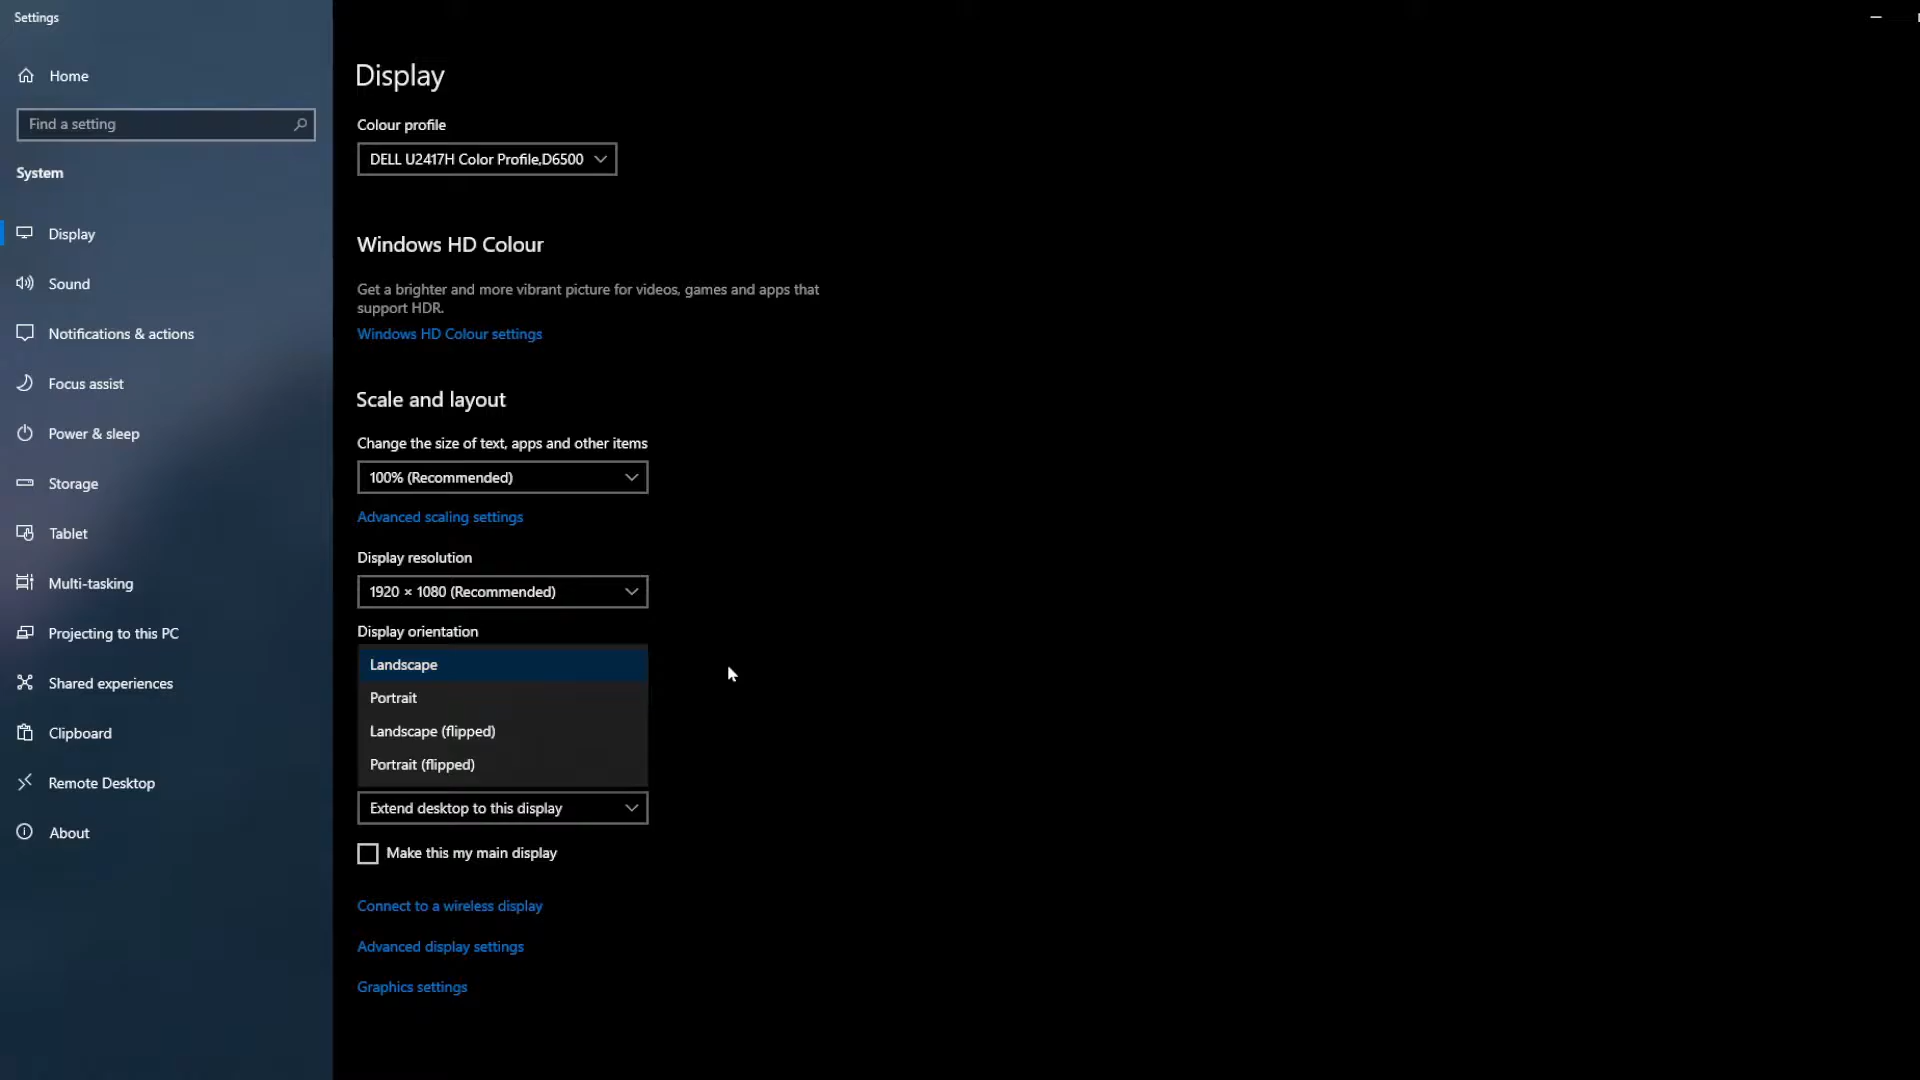 Settings
Home
Find a setting
System
Display
Sound
Notifications & actions
Focus assist
Power & sleep
Storage
Tablet
Multi-tasking
Projecting to this PC
Shared experiences
Clipboard
Remote Desktop
About
Display
Colour profile
DELL U2417H Color Profile,D6500
Windows HD Colour
Get a brighter and more vibrant picture for videos, games and apps that
support HDR.
Windows HD Colour settings
Scale and layout
Change the size of text, apps and other items
100% (Recommended)
Advanced scaling settings
Display resolution
1920 × 1080 (Recommended)
Display orientation
Landscape
Portrait
Landscape (flipped)
Portrait (flipped)
Extend desktop to this display
Make this my main display
Connect to a wireless display
Advanced display settings
Graphics settings